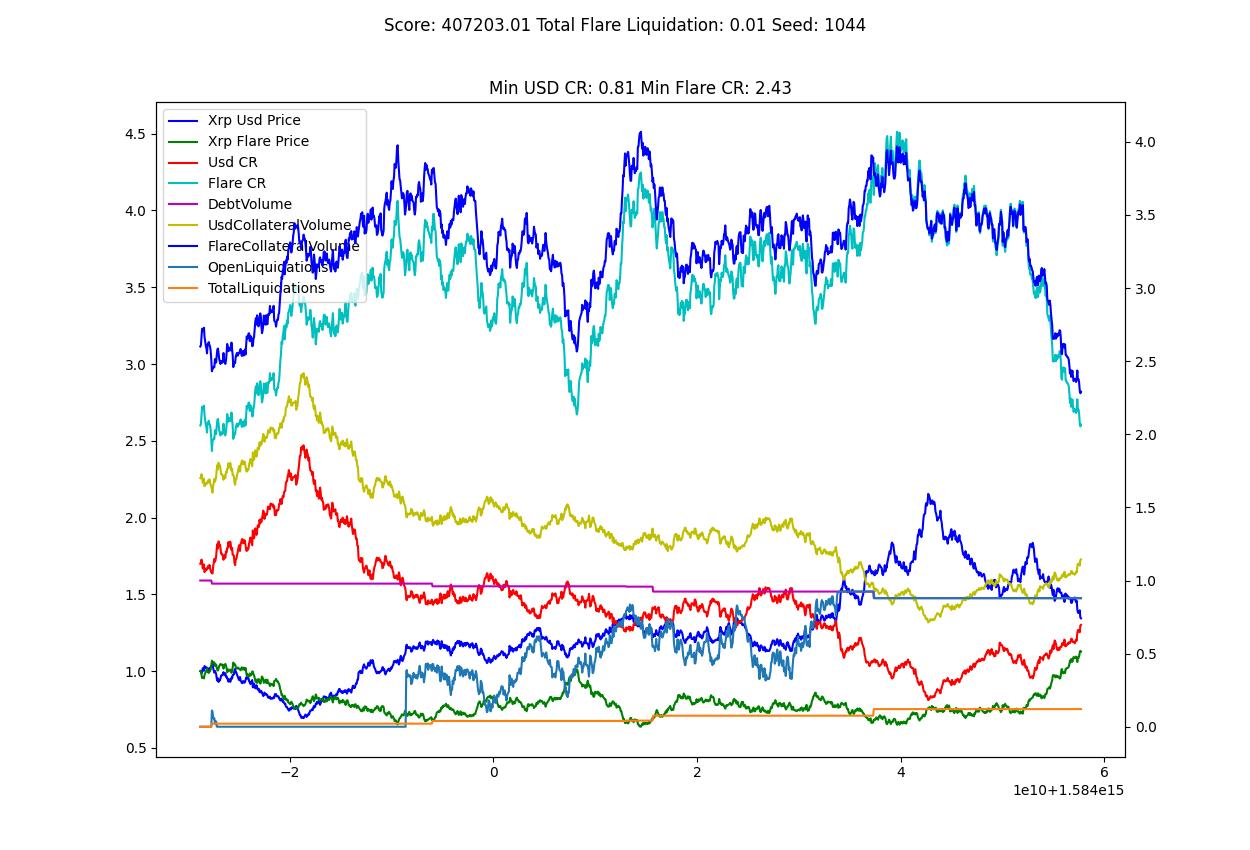 Score: 407203.01 Total Flare Liquidation: 0.01 Seed: 1044
Min USD CR: 0.81 Min Flare CR: 2.43
Xrp Usd Price
Xrp Flare Price
Usd CR
Flare CR
DebtVolume
UsdCollateralVolume
FlareCollateralVolume
OpenLiquidations
TotalLiquidations
4.5
4.0
3.5
3.0
2.5
2.0
1.5
1.0
0.5
4.0
3.5
3.0
2.5
2.0
1.5
1.0
0.5
0.0
−2 0 2 4 6
1e10+1.584e15